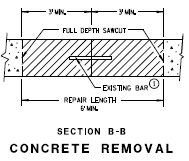 3' MIN. 3' MIN.
FULL DEPTH SAWCUT
EXISTING BAR 1
REPAIR LENGTH
6' MIN.
SECTION B-B
CONCRETE REMOVAL